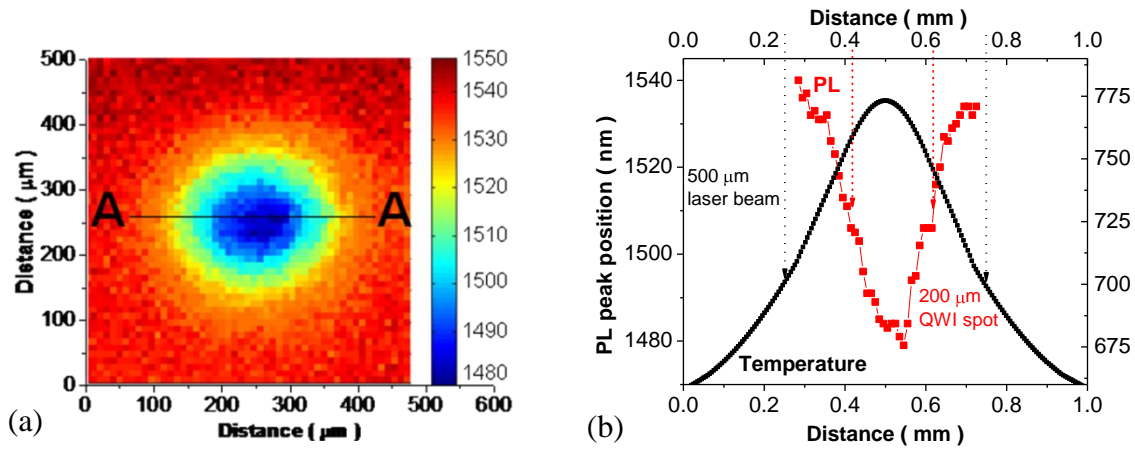 500
400
300
200
100
0
Distance ( µm)
A A
0 100 200 300 400 500 600
Distance ( µm)
1550
1540
1530
1520
1510
1500
1490
1480
(a)
Distance ( mm )
0.0 0.2 0.4 0.6 0.8 1.0
1540
1520
1500
1480
PL peak position ( nm )
PL
500 µm
laser beam
200 µm
QWI spot
Temperature
775
750
725
700
675
0.0 0.2 0.4 0.6 0.8 1.0
Distance ( mm )
(b)